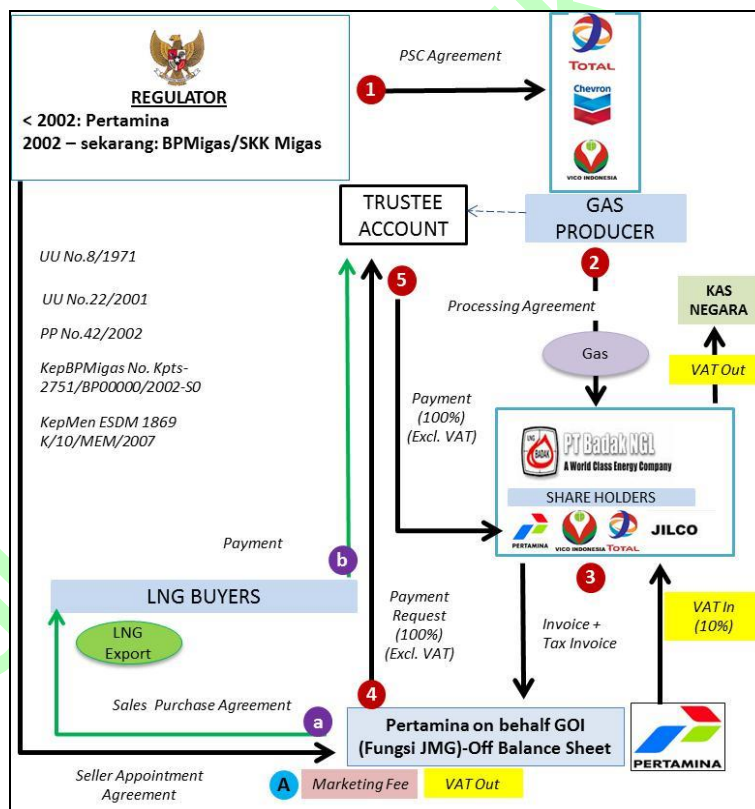 REGULATOR
< 2002: Pertamina
2002 – sekarang: BPMigas/SKK Migas
PSC Agreement
1
TOTAL
Chevron
VICO INDONESIA
GAS
PRODUCER
TRUSTEE
ACCOUNT
UU No.8/1971
UU No.22/2001
PP No.42/2002
KepBPMigas No. Kpts-
2751/BP00000/2002-S0
KepMen ESDM 1869
K/10/MEM/2007
2
5
Processing Agreement
Gas
KAS
NEGARA
VAT Out
Payment
(100%)
(Excl. VAT)
LNG
BADAK
PT Badak NGL
A World Class Energy Company
SHARE HOLDERS
PERTAMINA
VICO INDONESIA
TOTAL
JILCO
3
Payment
b
LNG BUYERS
LNG
Export
Payment
Request
(100%)
(Excl. VAT)
Invoice +
Tax Invoice
VAT In
(10%)
Sales Purchase Agreement
a
4
Pertamina on behalf GOI
(Fungsi JMG)-Off Balance Sheet
PERTAMINA
Seller Appointment
Agreement
A
Marketing Fee
VAT Out